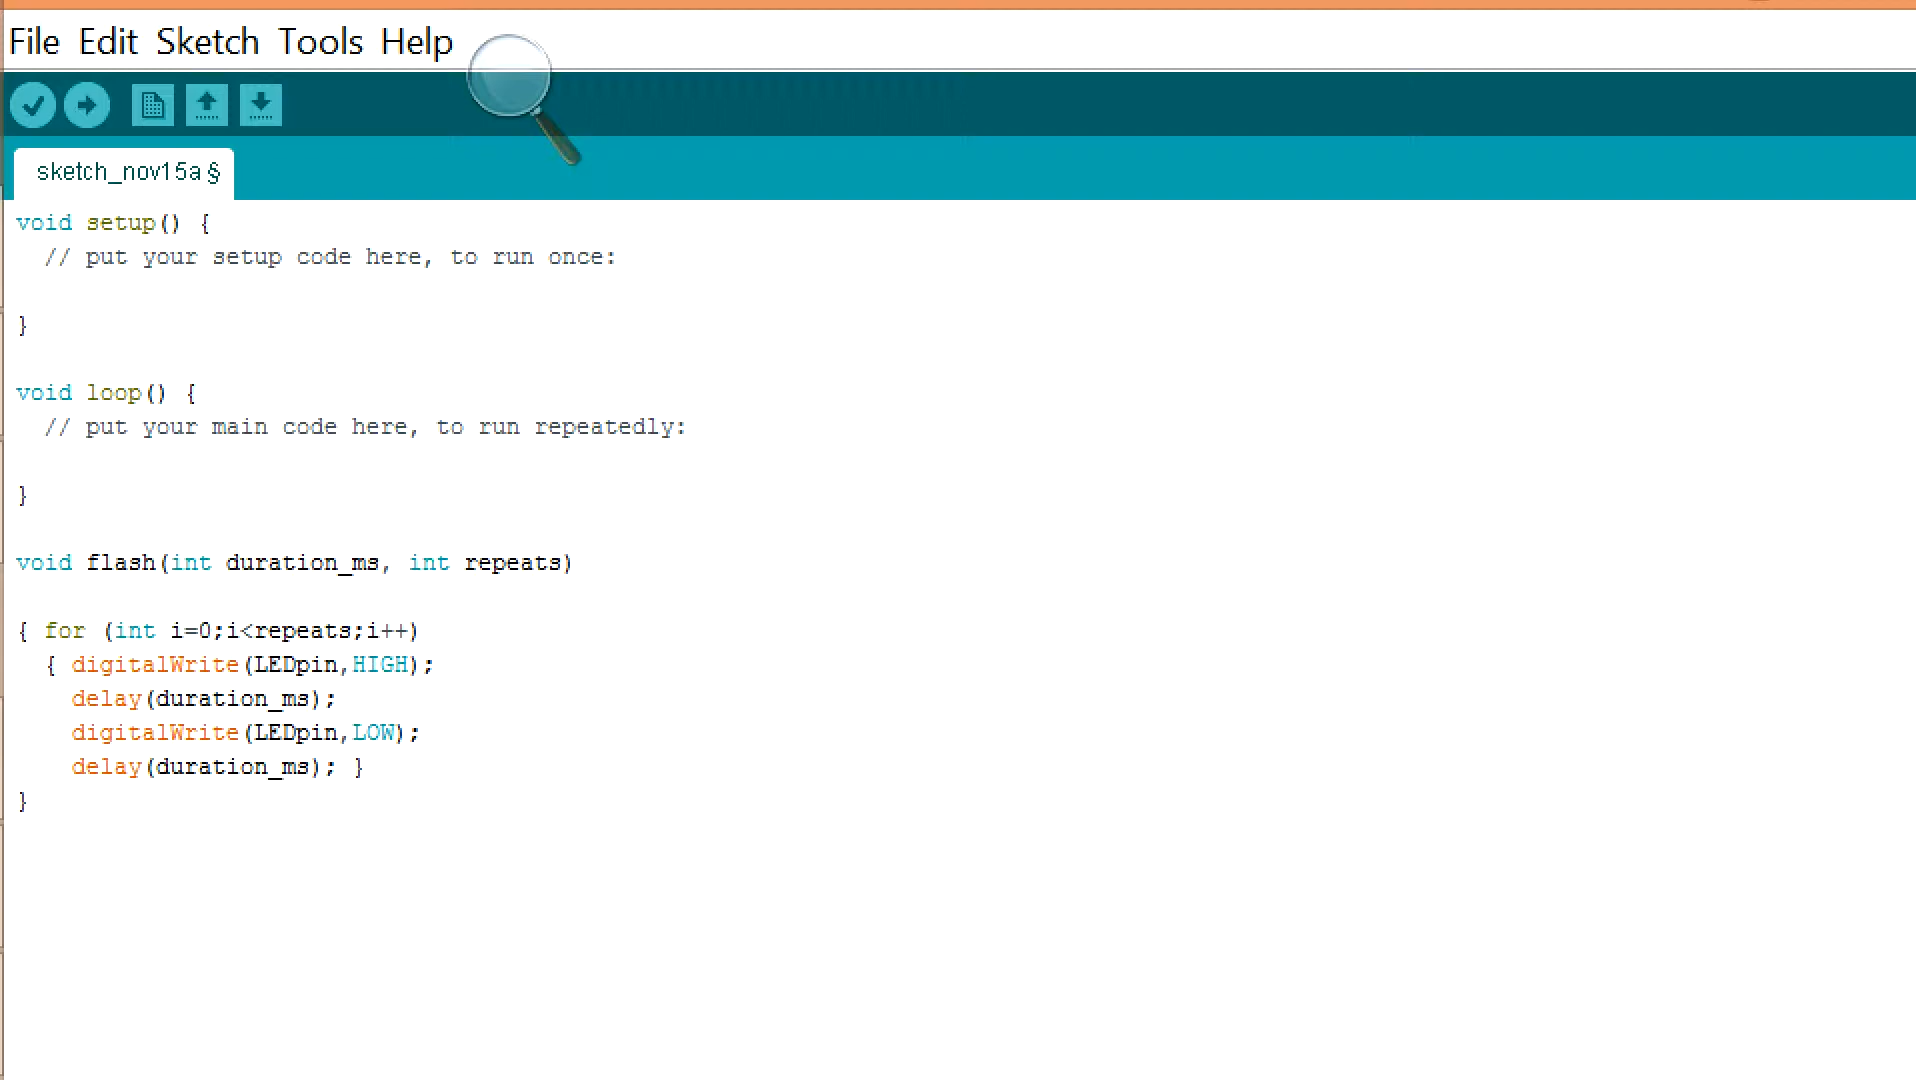 File Edit Sketch Tools Help
sketch_nov15a §
void setup() {
  // put your setup code here, to run once:
}
void loop() {
  // put your main code here, to run repeatedly:
}
void flash(int duration_ms, int repeats)
{ for (int i=0;i<repeats;i++)
  { digitalWrite(LEDpin,HIGH);
    delay(duration_ms);
    digitalWrite(LEDpin,LOW);
    delay(duration_ms); }
}